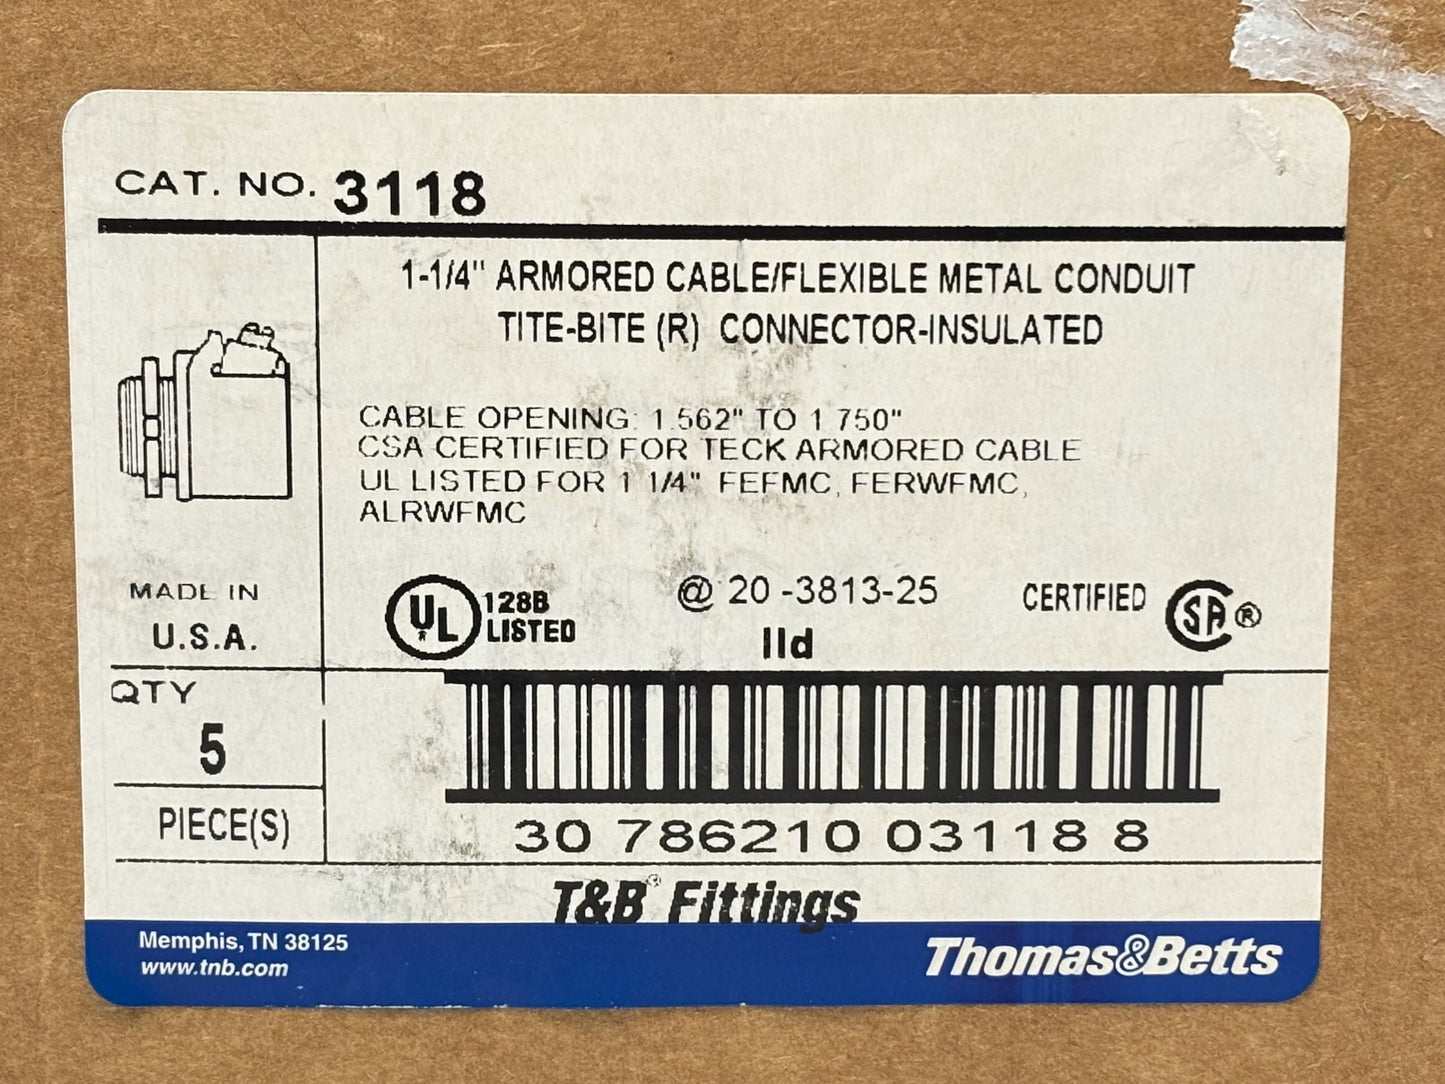 CAT. NO. 3118
1-1/4" ARMORED CABLE/FLEXIBLE METAL CONDUIT
TITE-BITE (R) CONNECTOR-INSULATED
CABLE OPENING: 1.562" TO 1.750"
CSA CERTIFIED FOR TECK ARMORED CABLE
UL LISTED FOR 1 1/4" FEFMC, FERWFMC,
ALRWFMC
MADE IN
U.S.A.
UL 128B
LISTED
@ 20 -3813-25
lld
CERTIFIED SA ®
QTY
5
PIECE(S)
30 786210 03118 8
T&B® Fittings
Memphis, TN 38125
www.tnb.com
Thomas&Betts